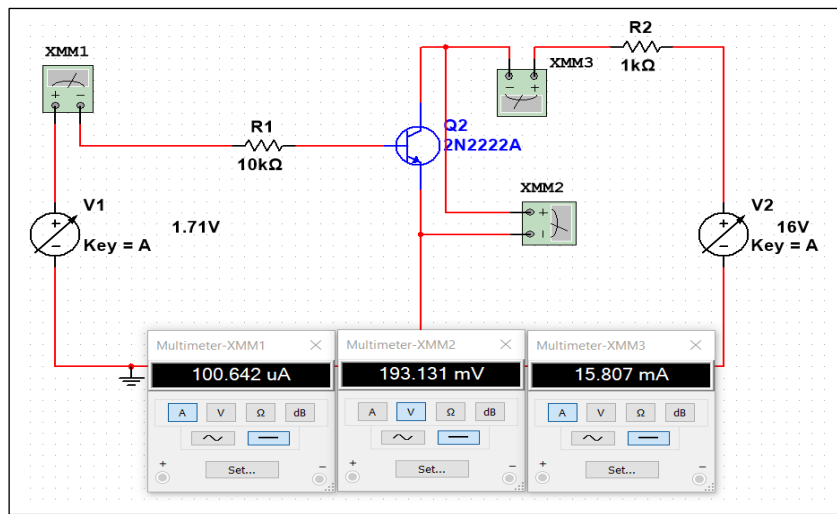 R2
XMM1
XMM3
1kΩ
+ −
− +
R1
Q2
2N2222A
10kΩ
XMM2
V1
1.71V
Key = A
+
−
+
−
V2
16V
Key = A
+
−
Multimeter-XMM1 ×
100.642 uA
A V Ω dB
~ —
+ Set... −
Multimeter-XMM2 ×
193.131 mV
A V Ω dB
~ —
+ Set... −
Multimeter-XMM3 ×
15.807 mA
A V Ω dB
~ —
+ Set... −